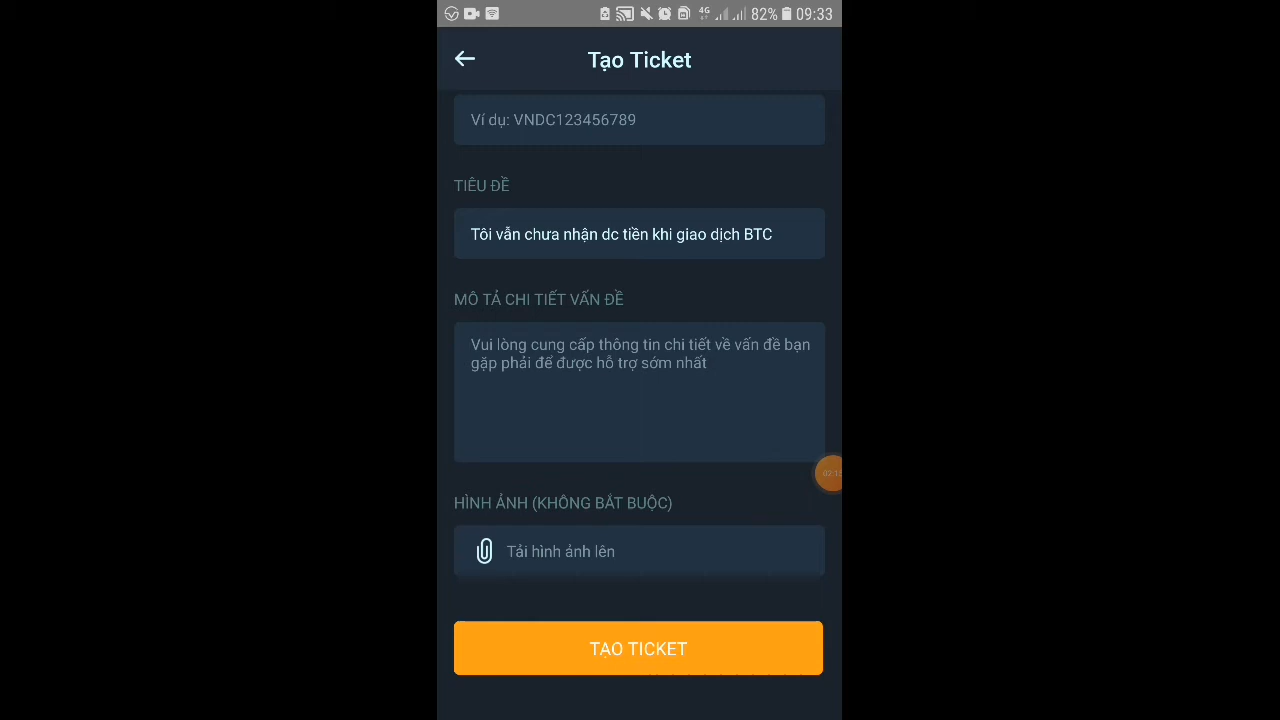 4G 82% 09:33
Tạo Ticket
Ví dụ: VNDC123456789
TIÊU ĐỀ
Tôi vẫn chưa nhận dc tiền khi giao dịch BTC
MÔ TẢ CHI TIẾT VẤN ĐỀ
Vui lòng cung cấp thông tin chi tiết về vấn đề bạn
gặp phải để được hỗ trợ sớm nhất
HÌNH ẢNH (KHÔNG BẮT BUỘC)
Tải hình ảnh lên
TẠO TICKET